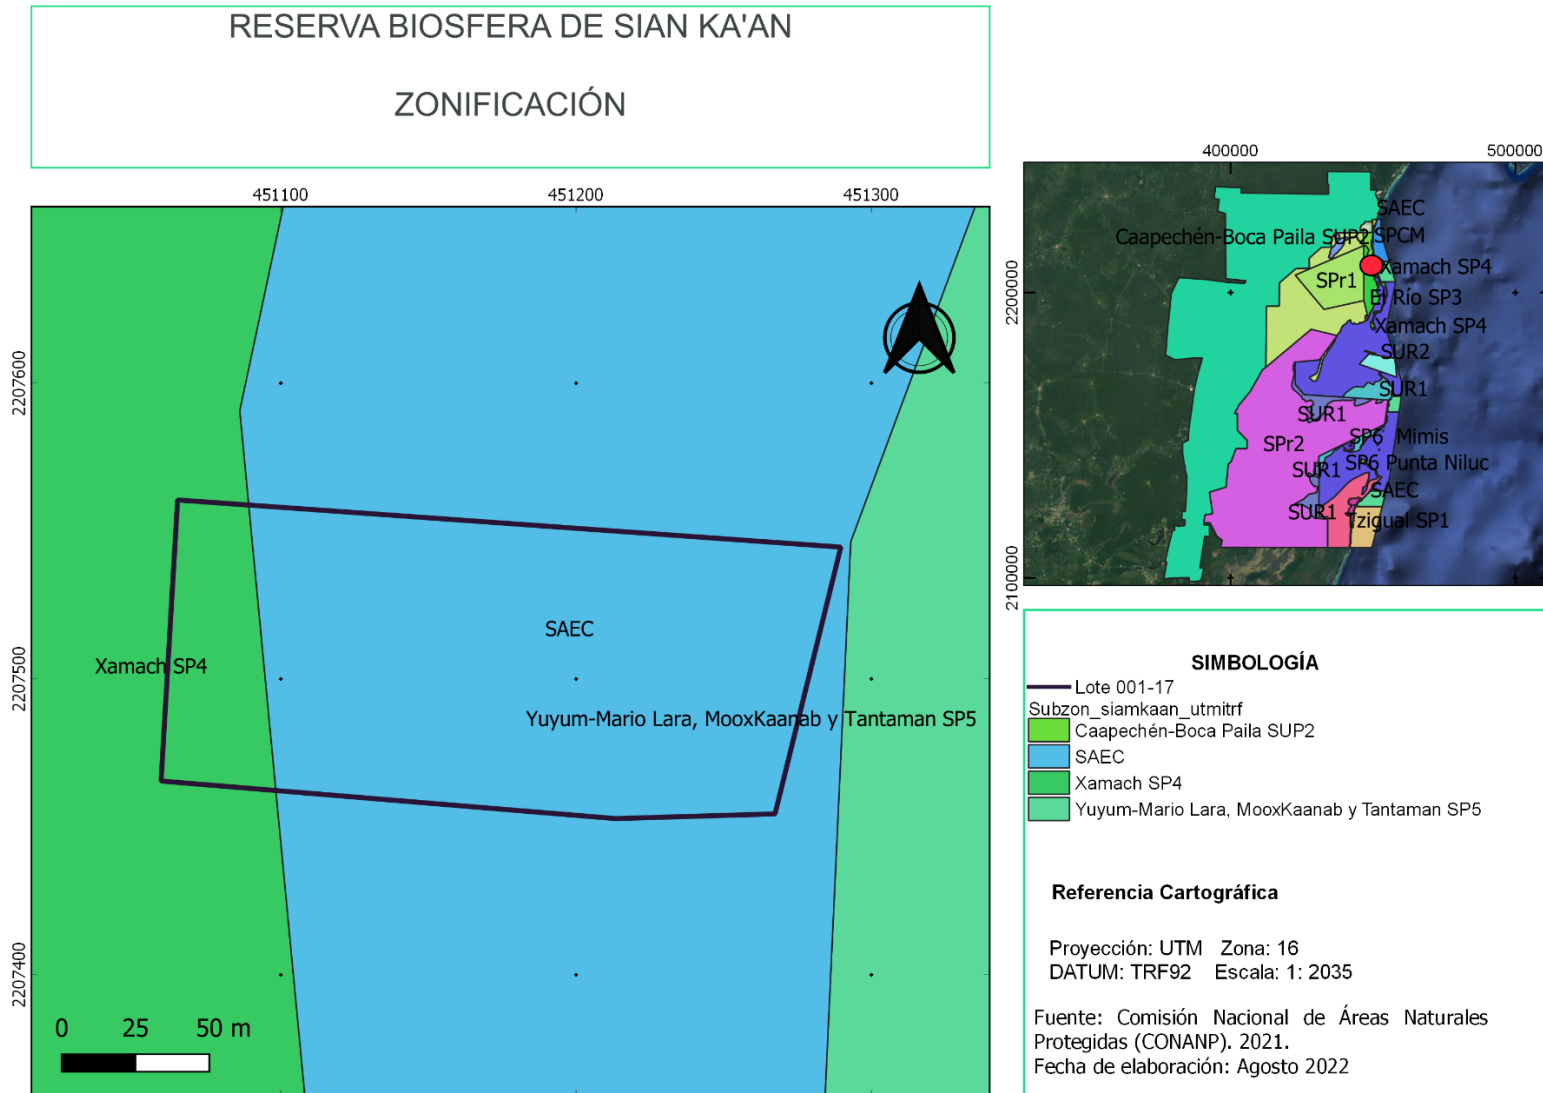 RESERVA BIOSFERA DE SIAN KA'AN
ZONIFICACIÓN
451100
451200
451300
2207600
2207500
2207400
SAEC
Xamach SP4
Yuyum-Mario Lara, MooxKaanab y Tantaman SP5
0 25 50 m
400000
500000
2200000
2100000
SAEC
Caapechén-Boca Paila SUP2
SPCM
Xamach SP4
SPr1
El Río SP3
Xamach SP4
SUR2
SUR1
SUR1
SP6 Mimis
SPr2
SP6 Punta Niluc
SUR1
SAEC
SUR1
Tzigual SP1
SIMBOLOGÍA
Lote 001-17
Subzon_siamkaan_utmitrf
Caapechén-Boca Paila SUP2
SAEC
Xamach SP4
Yuyum-Mario Lara, MooxKaanab y Tantaman SP5
Referencia Cartográfica
Proyección: UTM Zona: 16
DATUM: TRF92 Escala: 1: 2035
Fuente: Comisión Nacional de Áreas Naturales
Protegidas (CONANP). 2021.
Fecha de elaboración: Agosto 2022